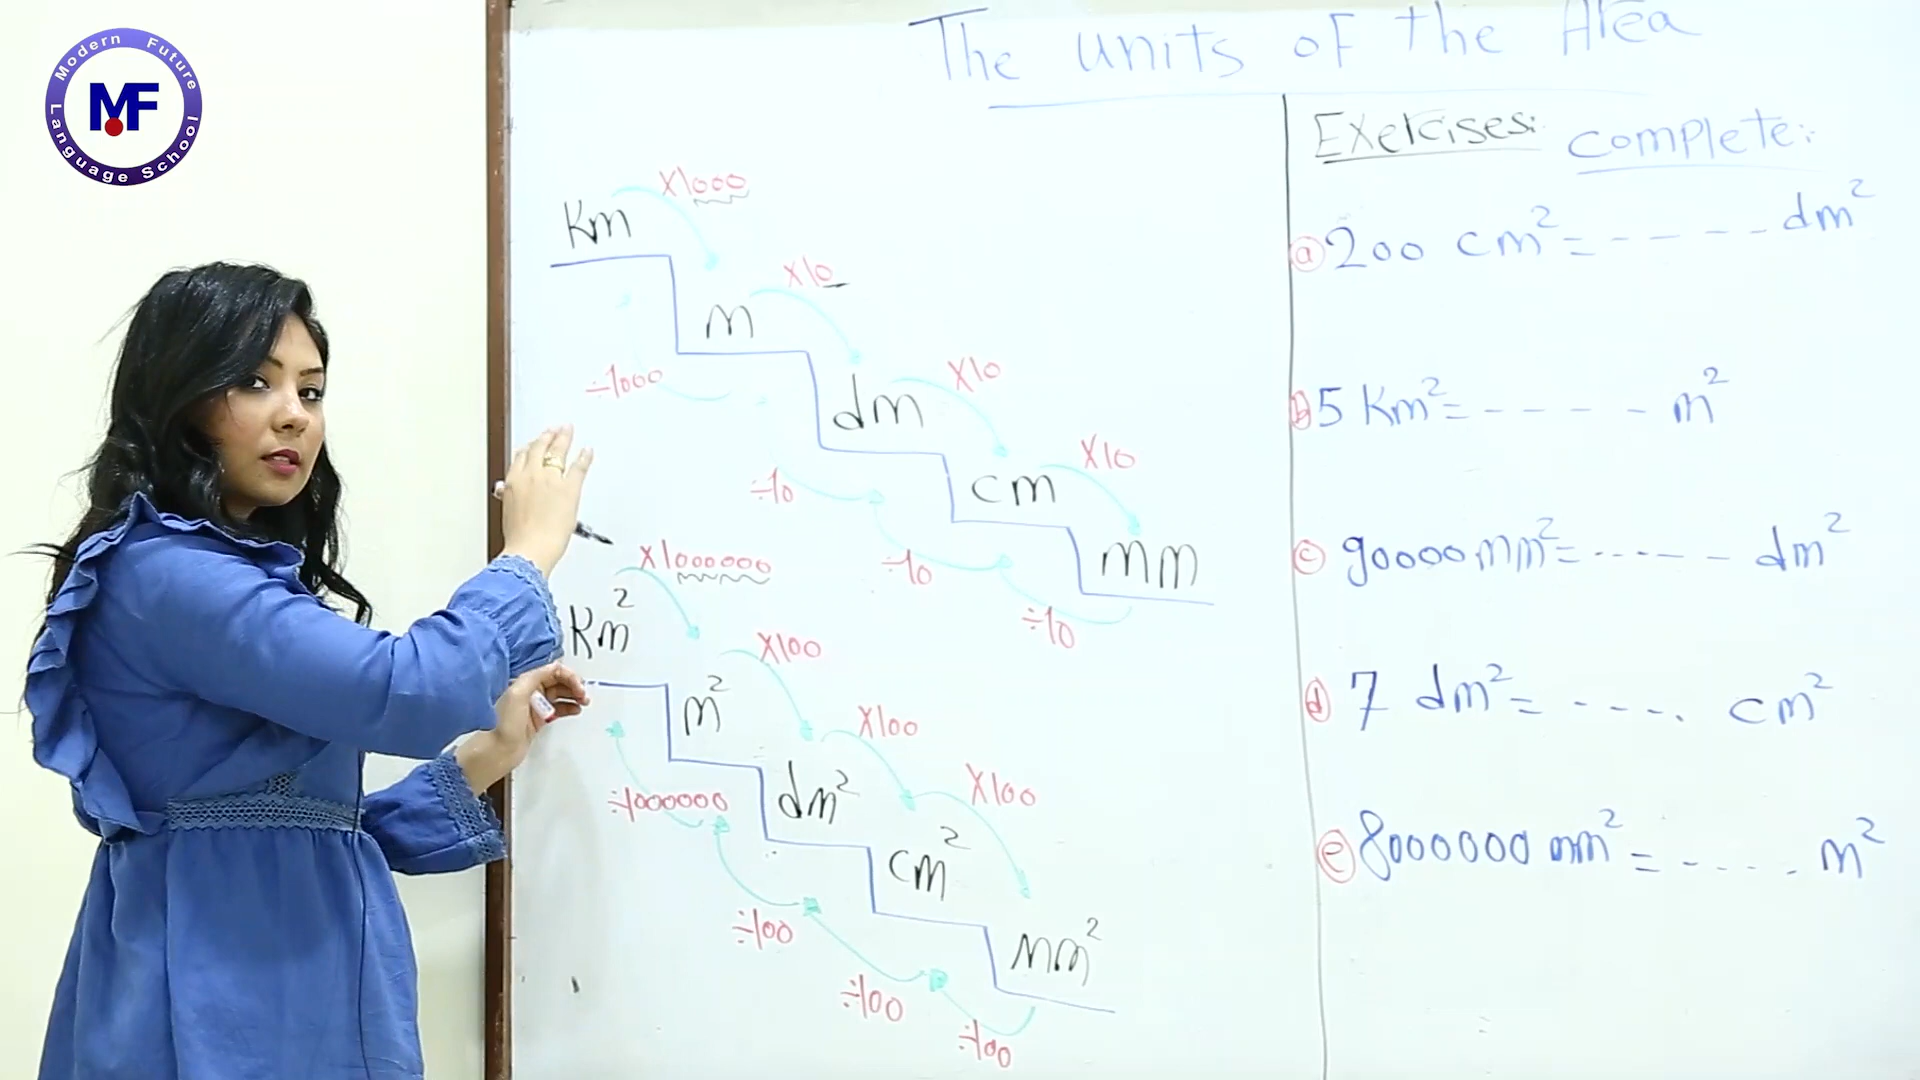 Modern Future
MF
Language School
The units of the Area
Km
X1000
m
X10
dm
X10
cm
X10
mm
÷1000
÷10
÷10
÷10
Km²
X1000000
m²
X100
dm²
X100
cm²
X100
mm²
÷1000000
÷100
÷100
÷100
Exercises: complete:
a 200 cm² = ----- dm²
b 5 Km² = ---- m²
c 90000 mm² = ------ dm²
d 7 dm² = ---- cm²
e 8000000 mm² = ---- m²